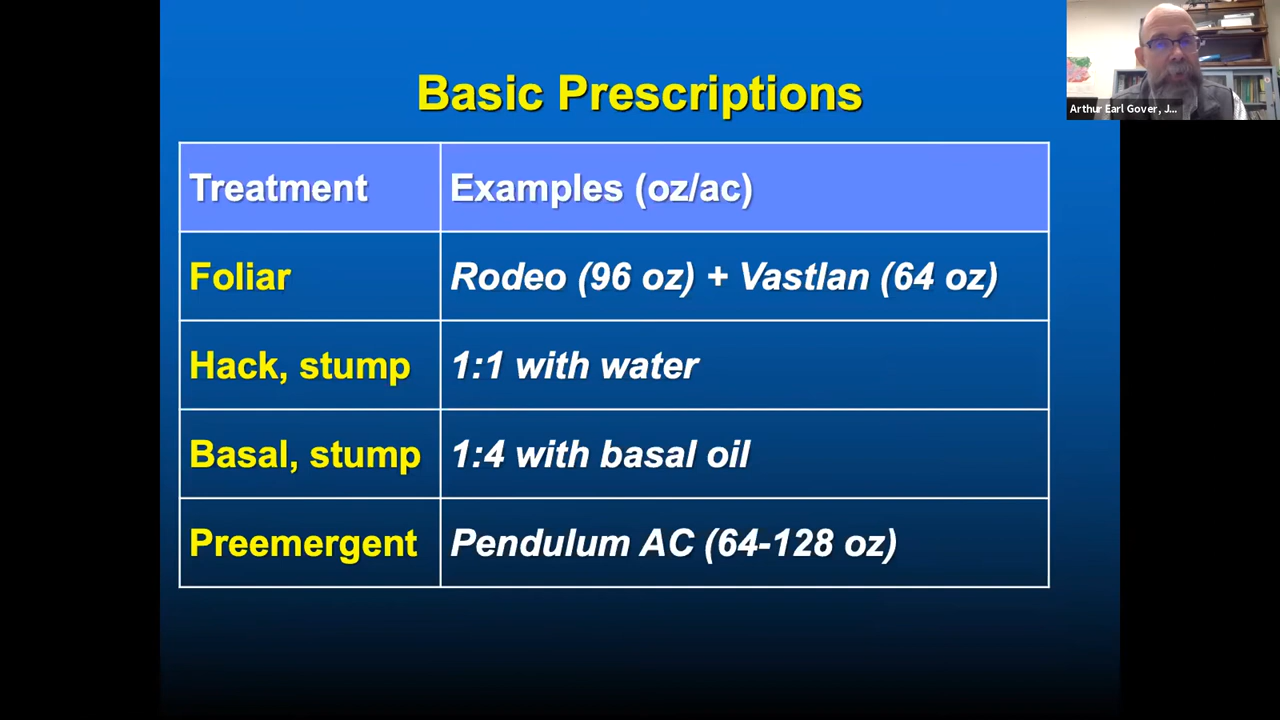 Basic Prescriptions
Arthur Earl Gover, J...
Treatment
Examples (oz/ac)
Foliar
Rodeo (96 oz) + Vastlan (64 oz)
Hack, stump
1:1 with water
Basal, stump
1:4 with basal oil
Preemergent
Pendulum AC (64-128 oz)